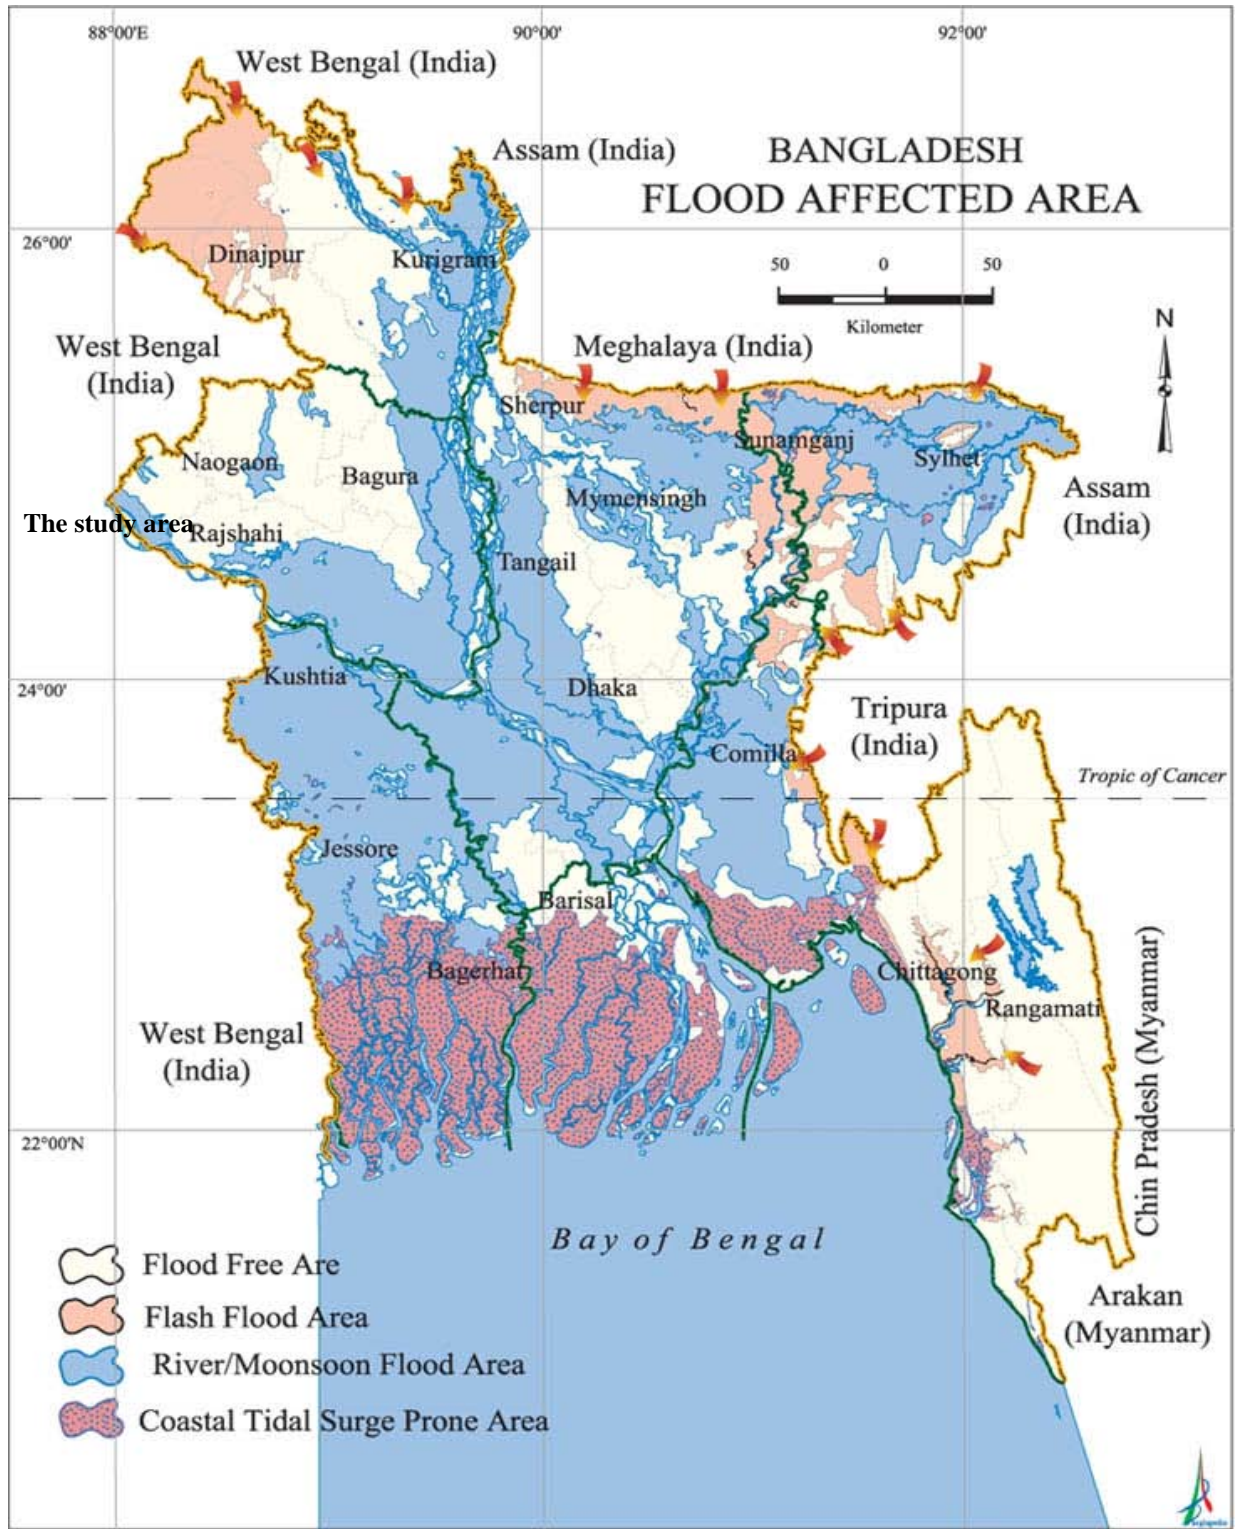 88°00'E
90°00'
92°00'
West Bengal (India)
Assam (India)
BANGLADESH
FLOOD AFFECTED AREA
26°00'
Dinajpur
Kurigram
50 0 50
Kilometer
N
West Bengal
(India)
Meghalaya (India)
Sherpur
Sunamganj
Sylhet
Naogaon
Bagura
Mymensingh
Assam
(India)
The study area
Rajshahi
Tangail
24°00'
Kushtia
Dhaka
Tripura
(India)
Comilla
Tropic of Cancer
Jessore
Barisal
Bagerhat
Chittagong
Rangamati
West Bengal
(India)
Chin Pradesh (Myanmar)
22°00'N
Bay of Bengal
Flood Free Are
Flash Flood Area
River/Moonsoon Flood Area
Coastal Tidal Surge Prone Area
Arakan
(Myanmar)